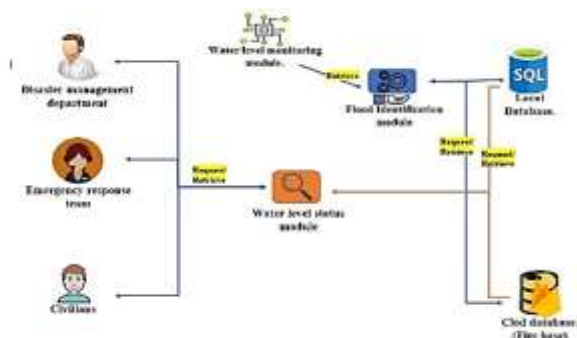 Water level monitoring
module.
Disaster management
department
Retrieve
Flood Identification
module
SQL
Local
Database.
Request/
Retrieve
Request/
Retrieve
Emergency response
team
Request/
Retrieve
Water level status
module
Civilians
Clod database
(Fire base)